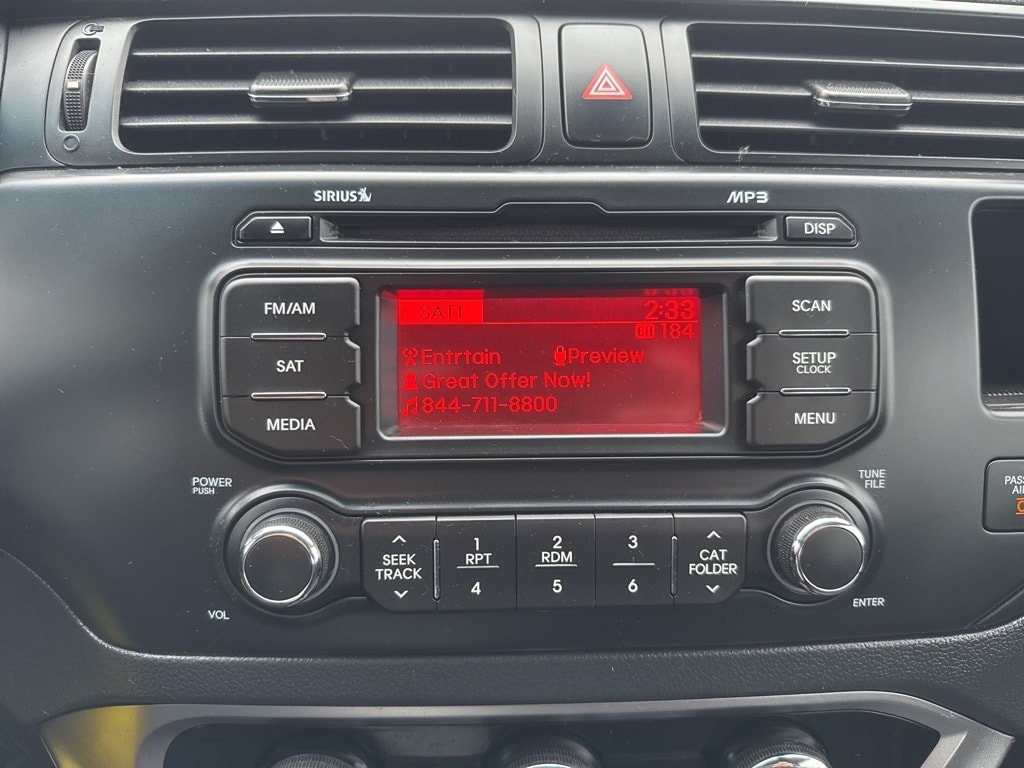 SIRIUS
MP3
DISP
FM/AM
SAT
MEDIA
SAT1
2:33
CH 184
Entrtain
Preview
Great Offer Now!
844-711-8800
SCAN
SETUP
CLOCK
MENU
POWER
PUSH
VOL
SEEK
TRACK
1
RPT
4
2
RDM
5
3
6
CAT
FOLDER
TUNE
FILE
ENTER